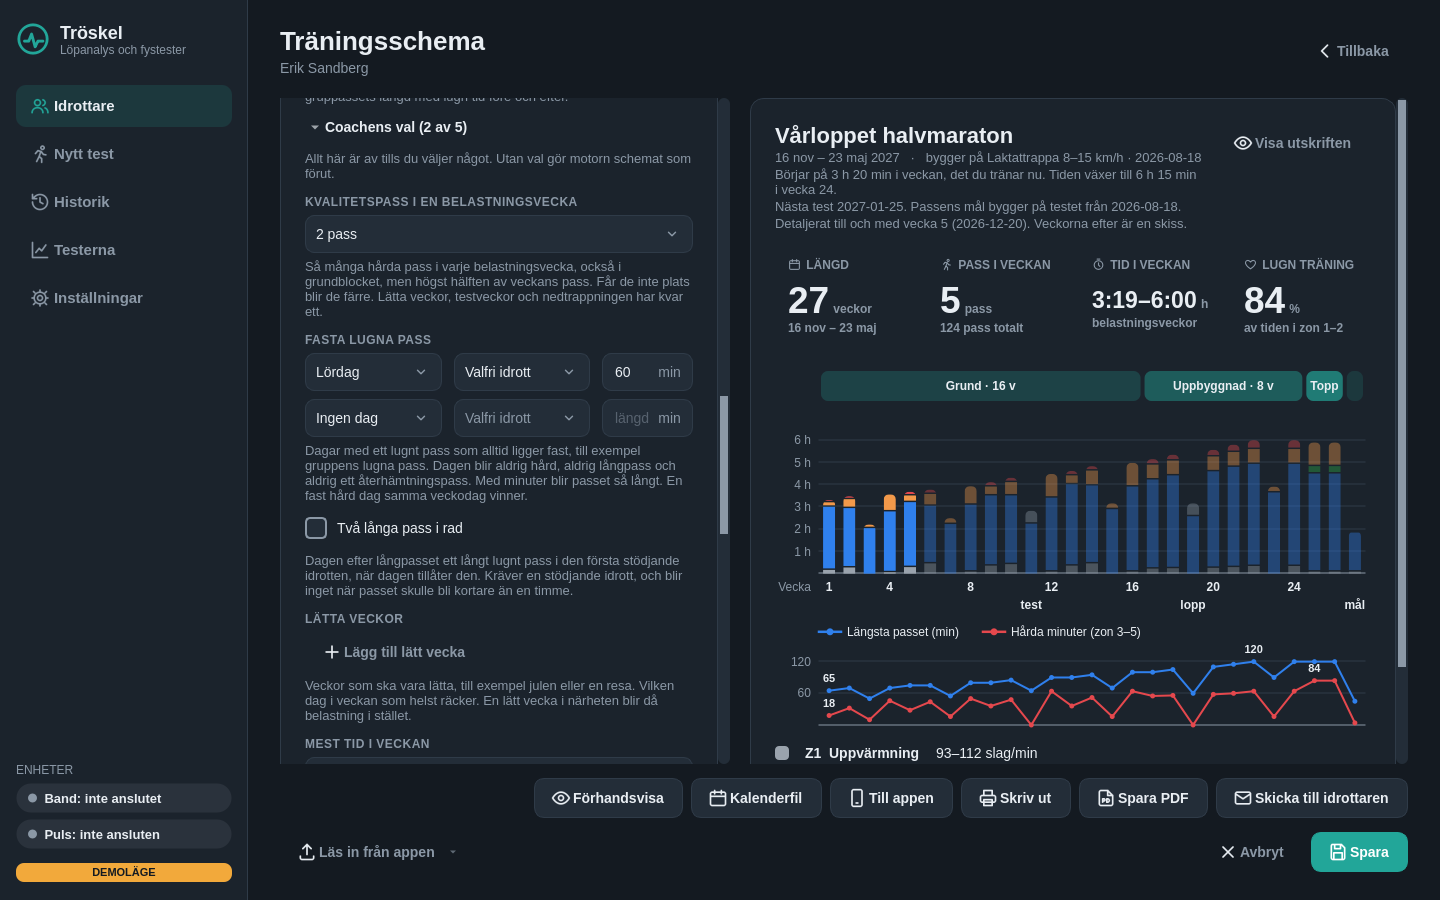 Tröskel
Löpanalys och fystester
Idrottare
Nytt test
Historik
Testerna
Inställningar
ENHETER
Band: inte anslutet
Puls: inte ansluten
DEMOLÄGE
Träningsschema
Erik Sandberg
Tillbaka
gruppassets längd med lugn tid före och efter.
Coachens val (2 av 5)
Allt här är av tills du väljer något. Utan val gör motorn schemat som
förut.
KVALITETSPASS I EN BELASTNINGSVECKA
2 pass
Så många hårda pass i varje belastningsvecka, också i
grundblocket, men högst hälften av veckans pass. Får de inte plats
blir de färre. Lätta veckor, testveckor och nedtrappningen har kvar
ett.
FASTA LUGNA PASS
Lördag
Valfri idrott
60 min
Ingen dag
Valfri idrott
längd min
Dagar med ett lugnt pass som alltid ligger fast, till exempel
gruppens lugna pass. Dagen blir aldrig hård, aldrig långpass och
aldrig ett återhämtningspass. Med minuter blir passet så långt. En
fast hård dag samma veckodag vinner.
Två långa pass i rad
Dagen efter långpasset ett långt lugnt pass i den första stödjande
idrotten, när dagen tillåter den. Kräver en stödjande idrott, och blir
inget när passet skulle bli kortare än en timme.
LÄTTA VECKOR
Lägg till lätt vecka
Veckor som ska vara lätta, till exempel julen eller en resa. Vilken
dag i veckan som helst räcker. En lätt vecka i närheten blir då
belastning i stället.
MEST TID I VECKAN
Vårloppet halvmaraton
Visa utskriften
16 nov – 23 maj 2027 · bygger på Laktattrappa 8–15 km/h · 2026-08-18
Börjar på 3 h 20 min i veckan, det du tränar nu. Tiden växer till 6 h 15 min
i vecka 24.
Nästa test 2027-01-25. Passens mål bygger på testet från 2026-08-18.
Detaljerat till och med vecka 5 (2026-12-20). Veckorna efter är en skiss.
LÄNGD
27 veckor
16 nov – 23 maj
PASS I VECKAN
5 pass
124 pass totalt
TID I VECKAN
3:19–6:00 h
belastningsveckor
LUGN TRÄNING
84 %
av tiden i zon 1–2
Grund · 16 v
Uppbyggnad · 8 v
Topp
6 h
5 h
4 h
3 h
2 h
1 h
Vecka 1 4 8 12 16 20 24
test lopp mål
Längsta passet (min)
Hårda minuter (zon 3–5)
120
60
65
18
120
84
Z1 Uppvärmning 93–112 slag/min
Förhandsvisa
Kalenderfil
Till appen
Skriv ut
Spara PDF
Skicka till idrottaren
Läs in från appen
Avbryt
Spara